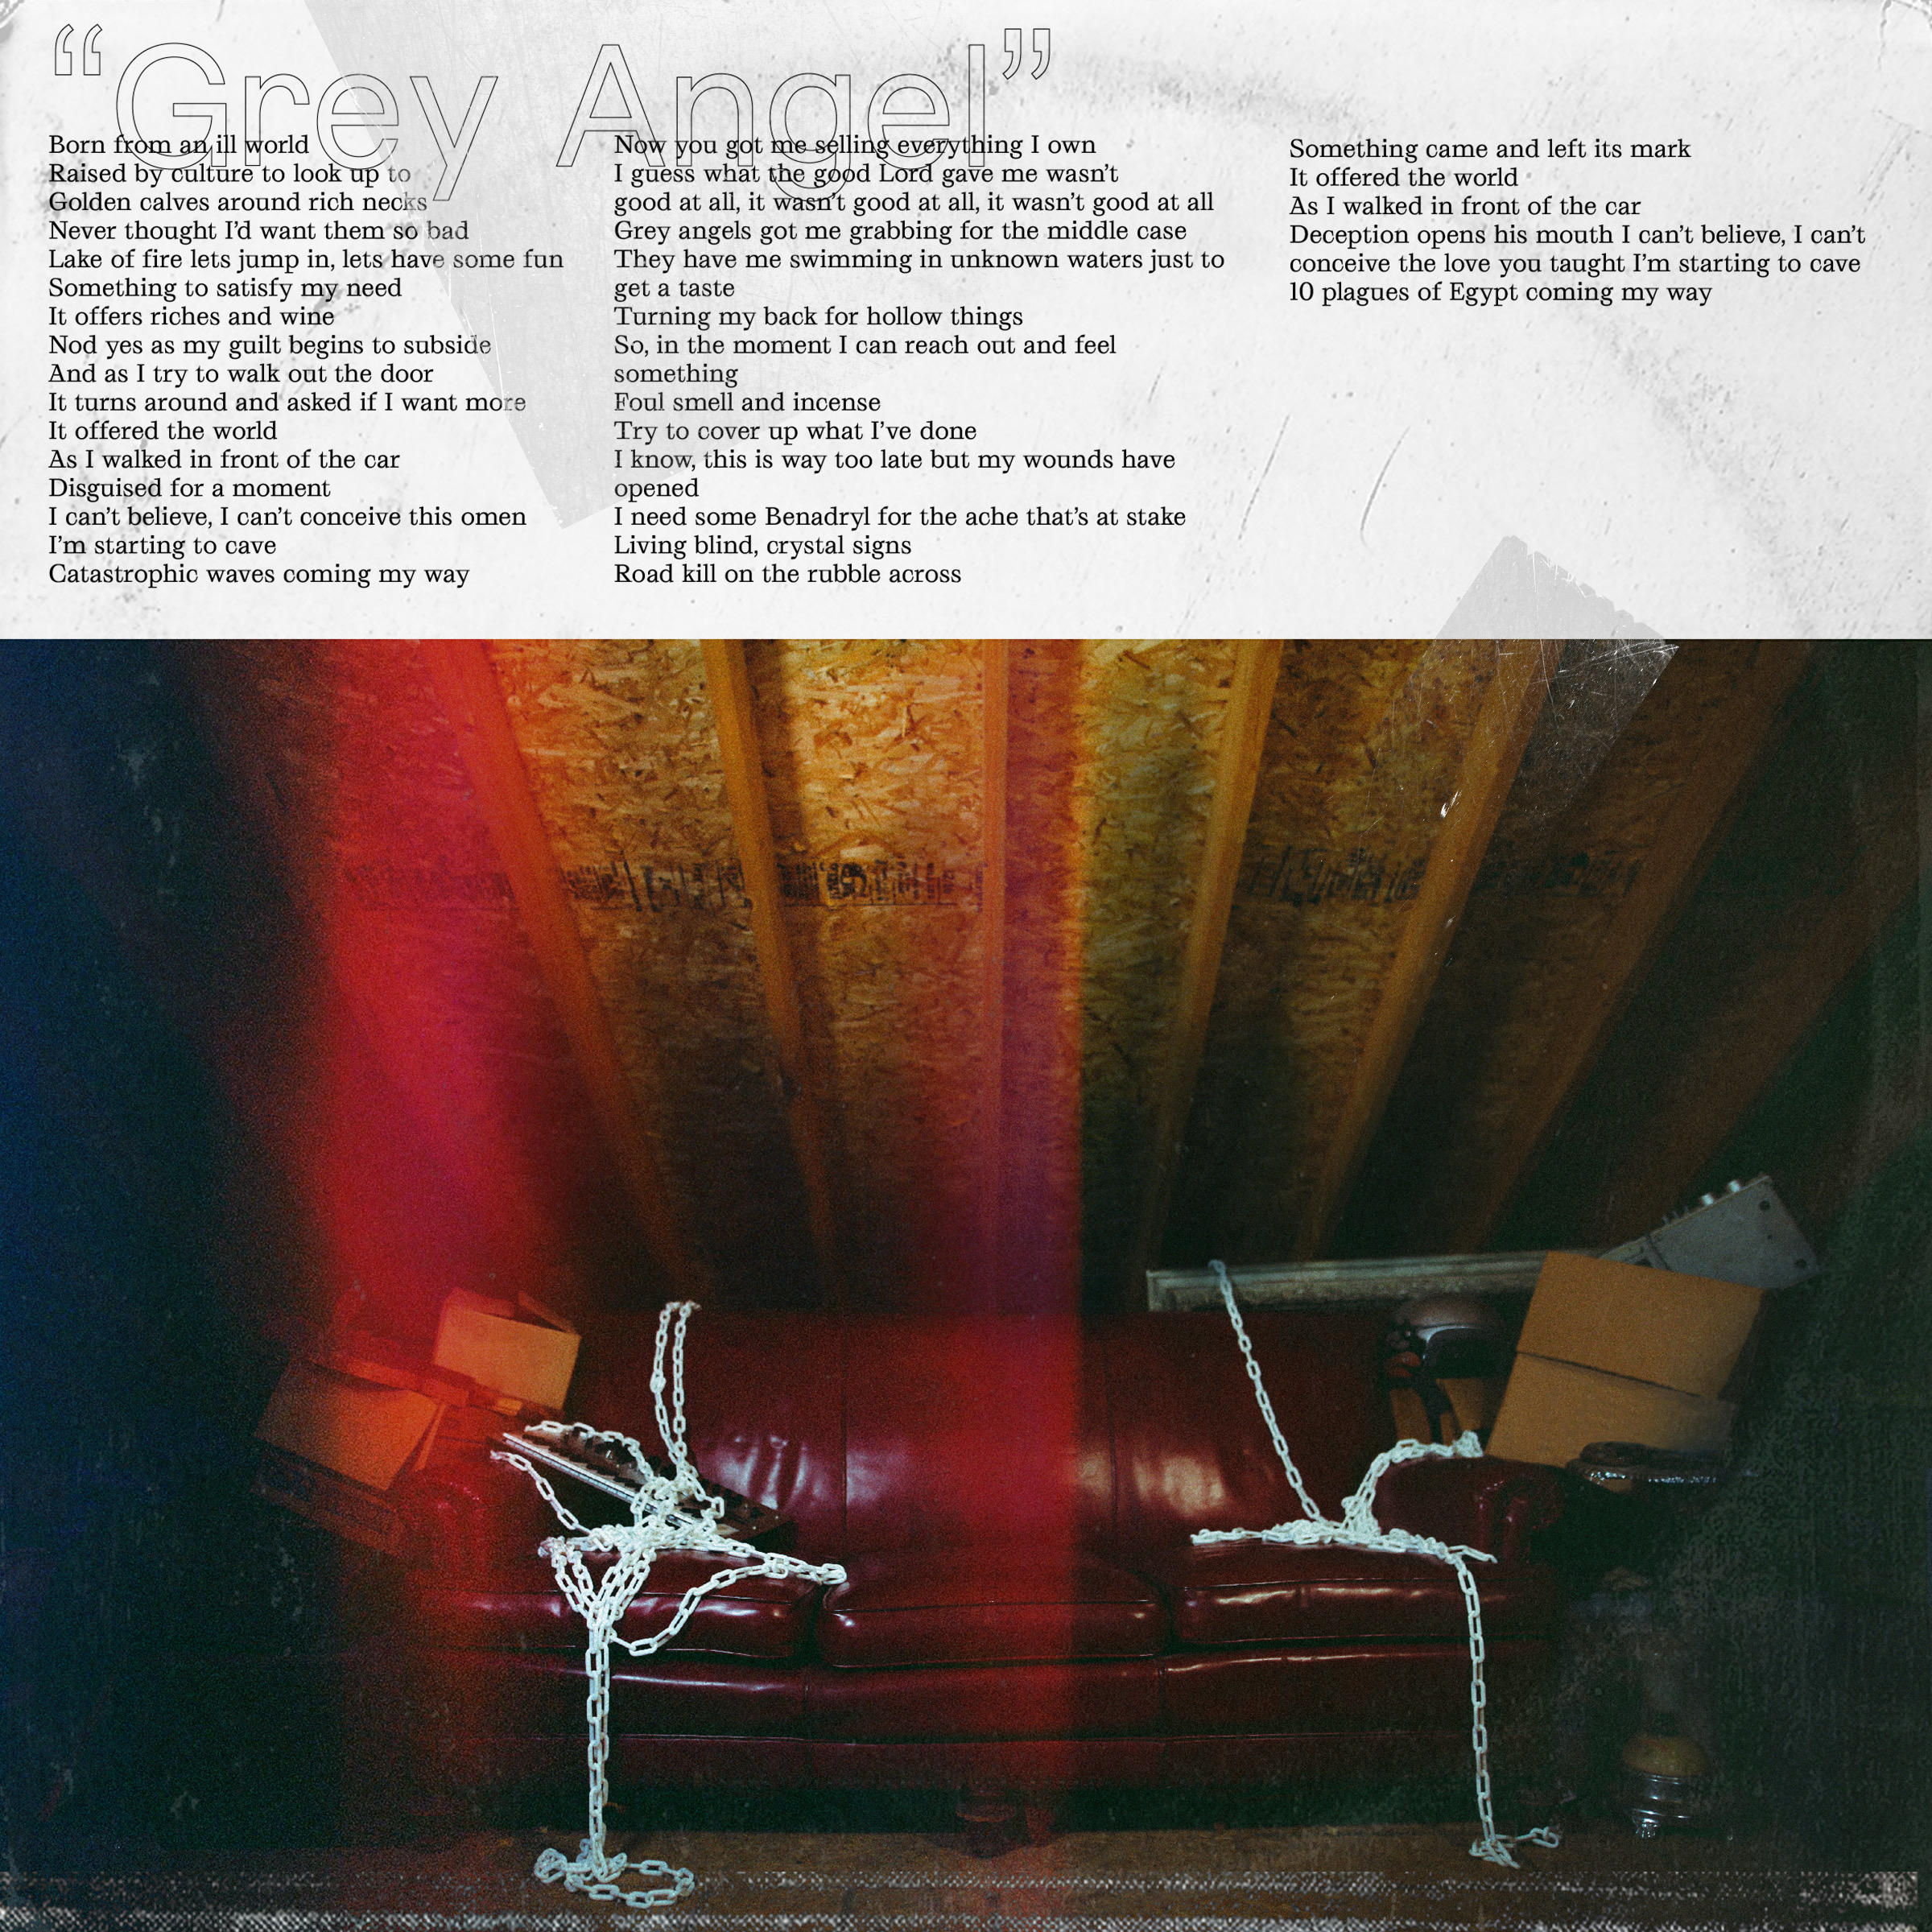 “Grey Angel”
Born from an ill world
Raised by culture to look up to
Golden calves around rich necks
Never thought I’d want them so bad
Lake of fire lets jump in, lets have some fun
Something to satisfy my need
It offers riches and wine
Nod yes as my guilt begins to subside
And as I try to walk out the door
It turns around and asked if I want more
It offered the world
As I walked in front of the car
Disguised for a moment
I can’t believe, I can’t conceive this omen
I’m starting to cave
Catastrophic waves coming my way
Now you got me selling everything I own
I guess what the good Lord gave me wasn’t
good at all, it wasn’t good at all, it wasn’t good at all
Grey angels got me grabbing for the middle case
They have me swimming in unknown waters just to
get a taste
Turning my back for hollow things
So, in the moment I can reach out and feel
something
Foul smell and incense
Try to cover up what I’ve done
I know, this is way too late but my wounds have
opened
I need some Benadryl for the ache that’s at stake
Living blind, crystal signs
Road kill on the rubble across
Something came and left its mark
It offered the world
As I walked in front of the car
Deception opens his mouth I can’t believe, I can’t
conceive the love you taught I’m starting to cave
10 plagues of Egypt coming my way